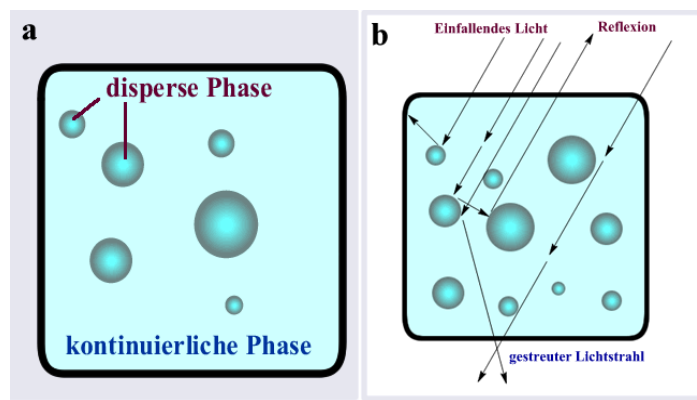 a
disperse Phase
kontinuierliche Phase
b
Einfallendes Licht
Reflexion
gestreuter Lichtstrahl